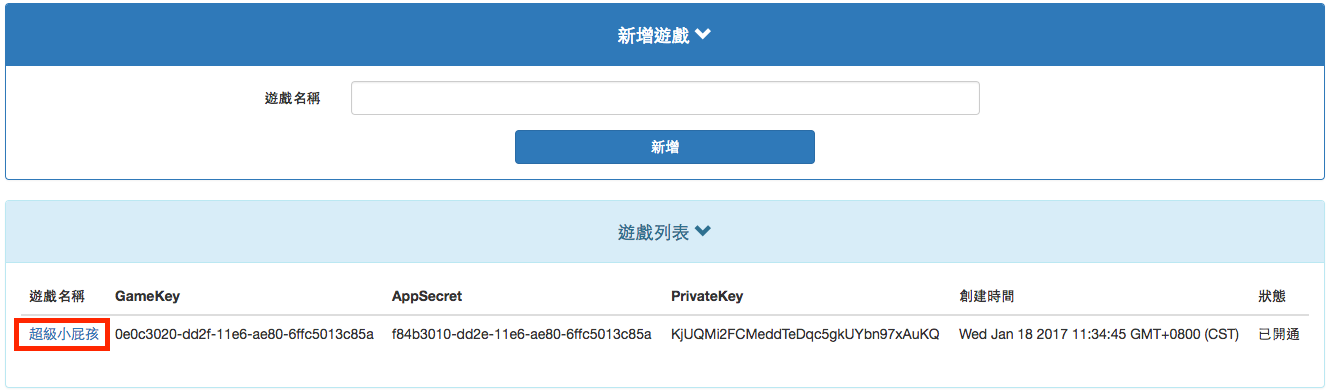 新增遊戲
遊戲名稱
新增
遊戲列表
遊戲名稱 GameKey AppSecret PrivateKey 創建時間 狀態
超級小屁孩 0e0c3020-dd2f-11e6-ae80-6ffc5013c85a f84b3010-dd2e-11e6-ae80-6ffc5013c85a KjUQMi2FCMeddTeDqc5gkUYbn97xAuKQ Wed Jan 18 2017 11:34:45 GMT+0800 (CST) 已開通